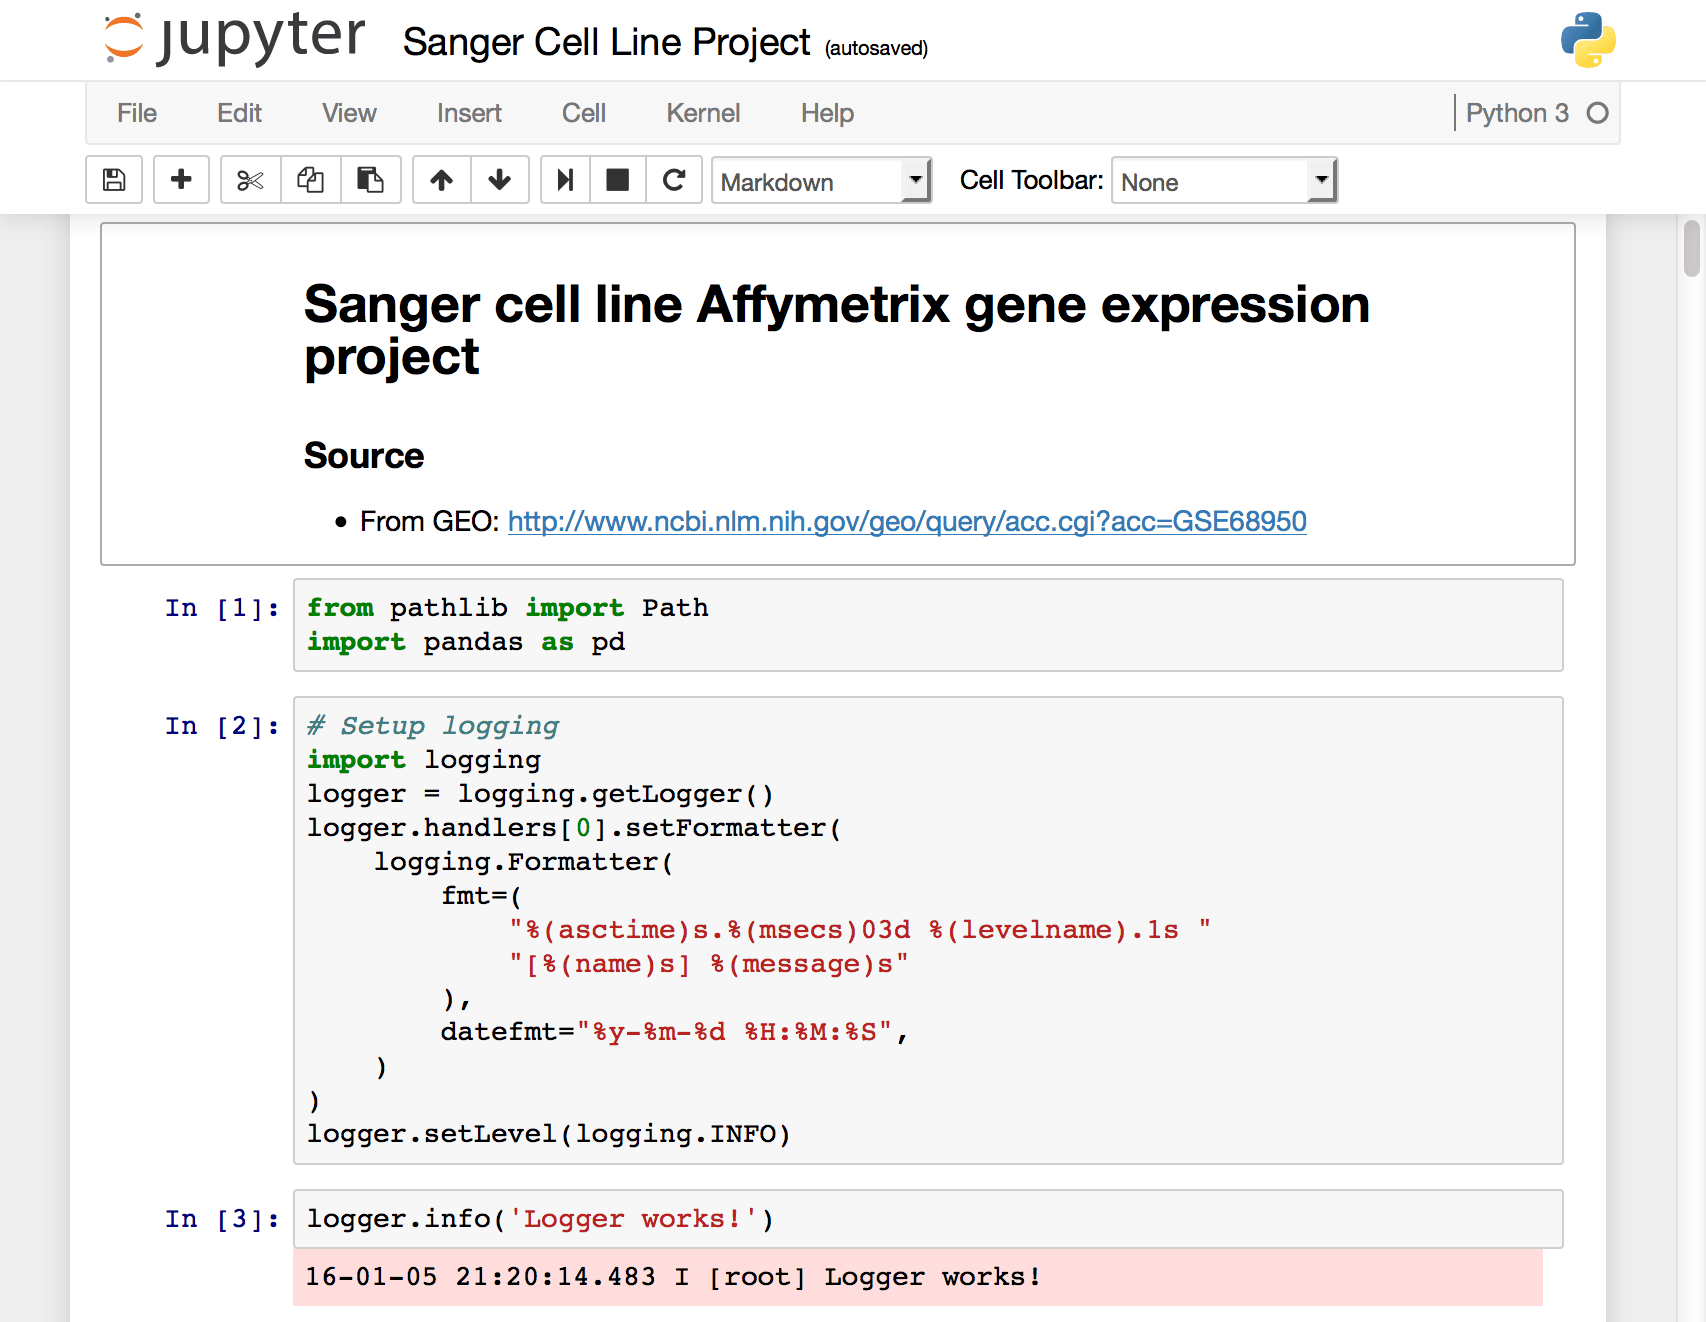 jupyter Sanger Cell Line Project (autosaved)
File Edit View Insert Cell Kernel Help Python 3
Markdown Cell Toolbar: None
Sanger cell line Affymetrix gene expression
project
Source
• From GEO: http://www.ncbi.nlm.nih.gov/geo/query/acc.cgi?acc=GSE68950
In [1]: from pathlib import Path
import pandas as pd
In [2]: # Setup logging
import logging
logger = logging.getLogger()
logger.handlers[0].setFormatter(
    logging.Formatter(
        fmt=(
            "%(asctime)s.%(msecs)03d %(levelname).1s "
            "[%(name)s] %(message)s"
        ),
        datefmt="%y-%m-%d %H:%M:%S",
    )
)
logger.setLevel(logging.INFO)
In [3]: logger.info('Logger works!')
16-01-05 21:20:14.483 I [root] Logger works!